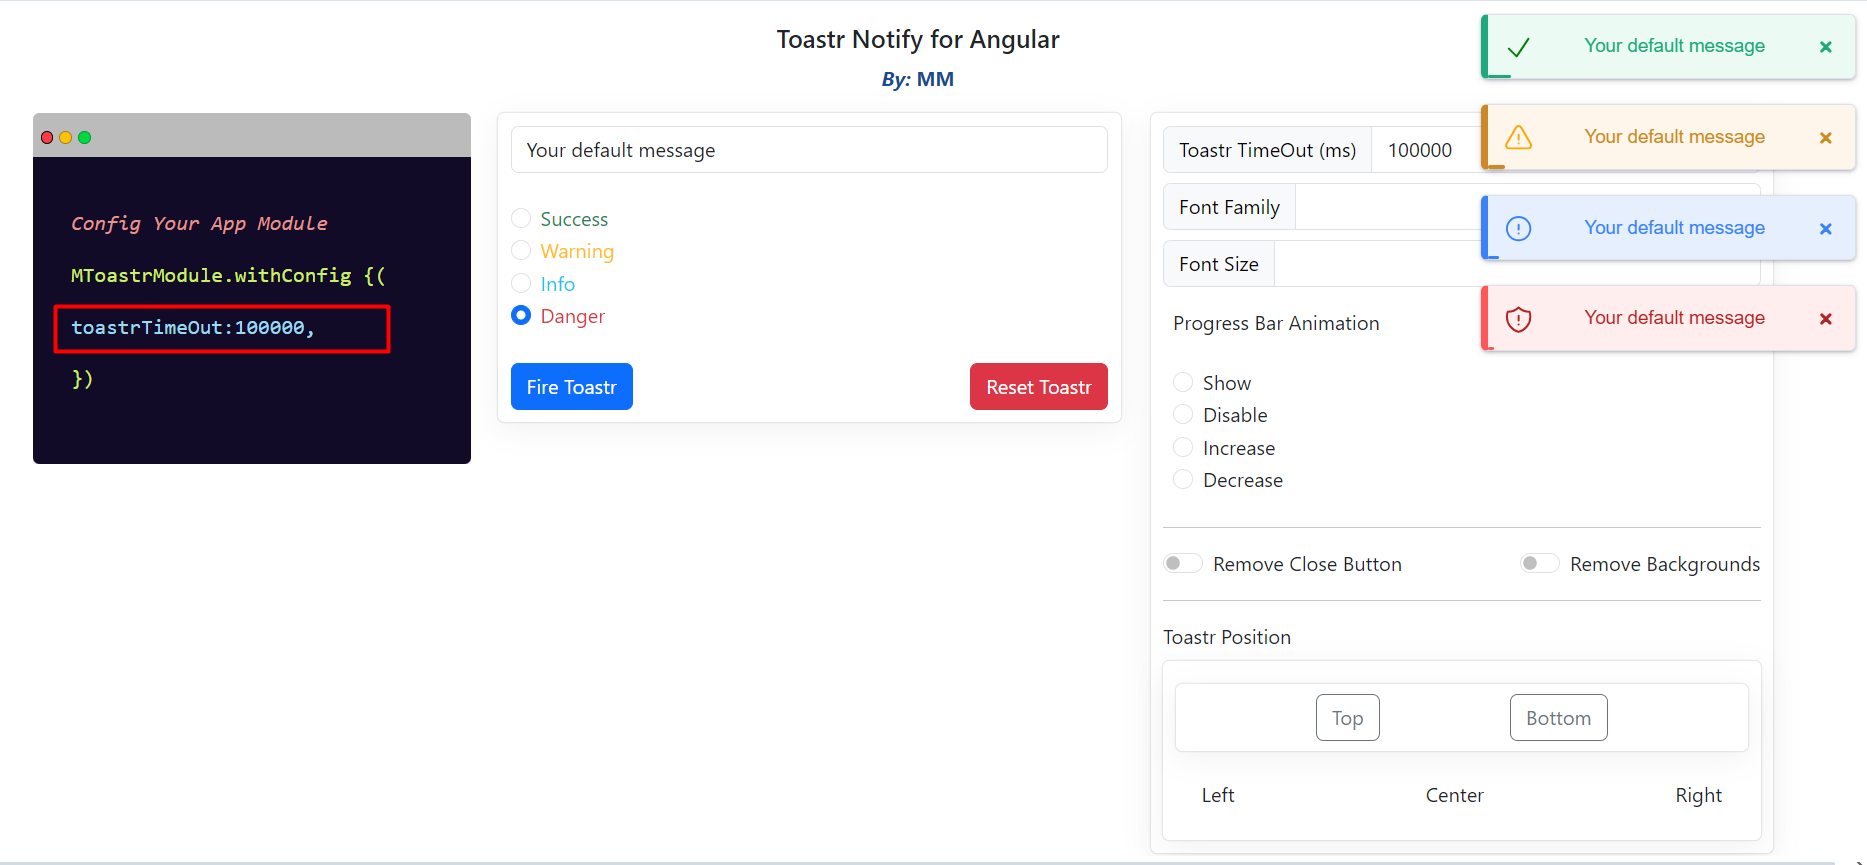 Toastr Notify for Angular
By: MM
Config Your App Module
MToastrModule.withConfig {(
toastrTimeOut:100000,
})
Your default message
Success
Warning
Info
Danger
Fire Toastr
Reset Toastr
Toastr TimeOut (ms)
100000
Font Family
Font Size
Progress Bar Animation
Show
Disable
Increase
Decrease
Remove Close Button
Remove Backgrounds
Toastr Position
Top
Bottom
Left
Center
Right
Your default message
Your default message
Your default message
Your default message